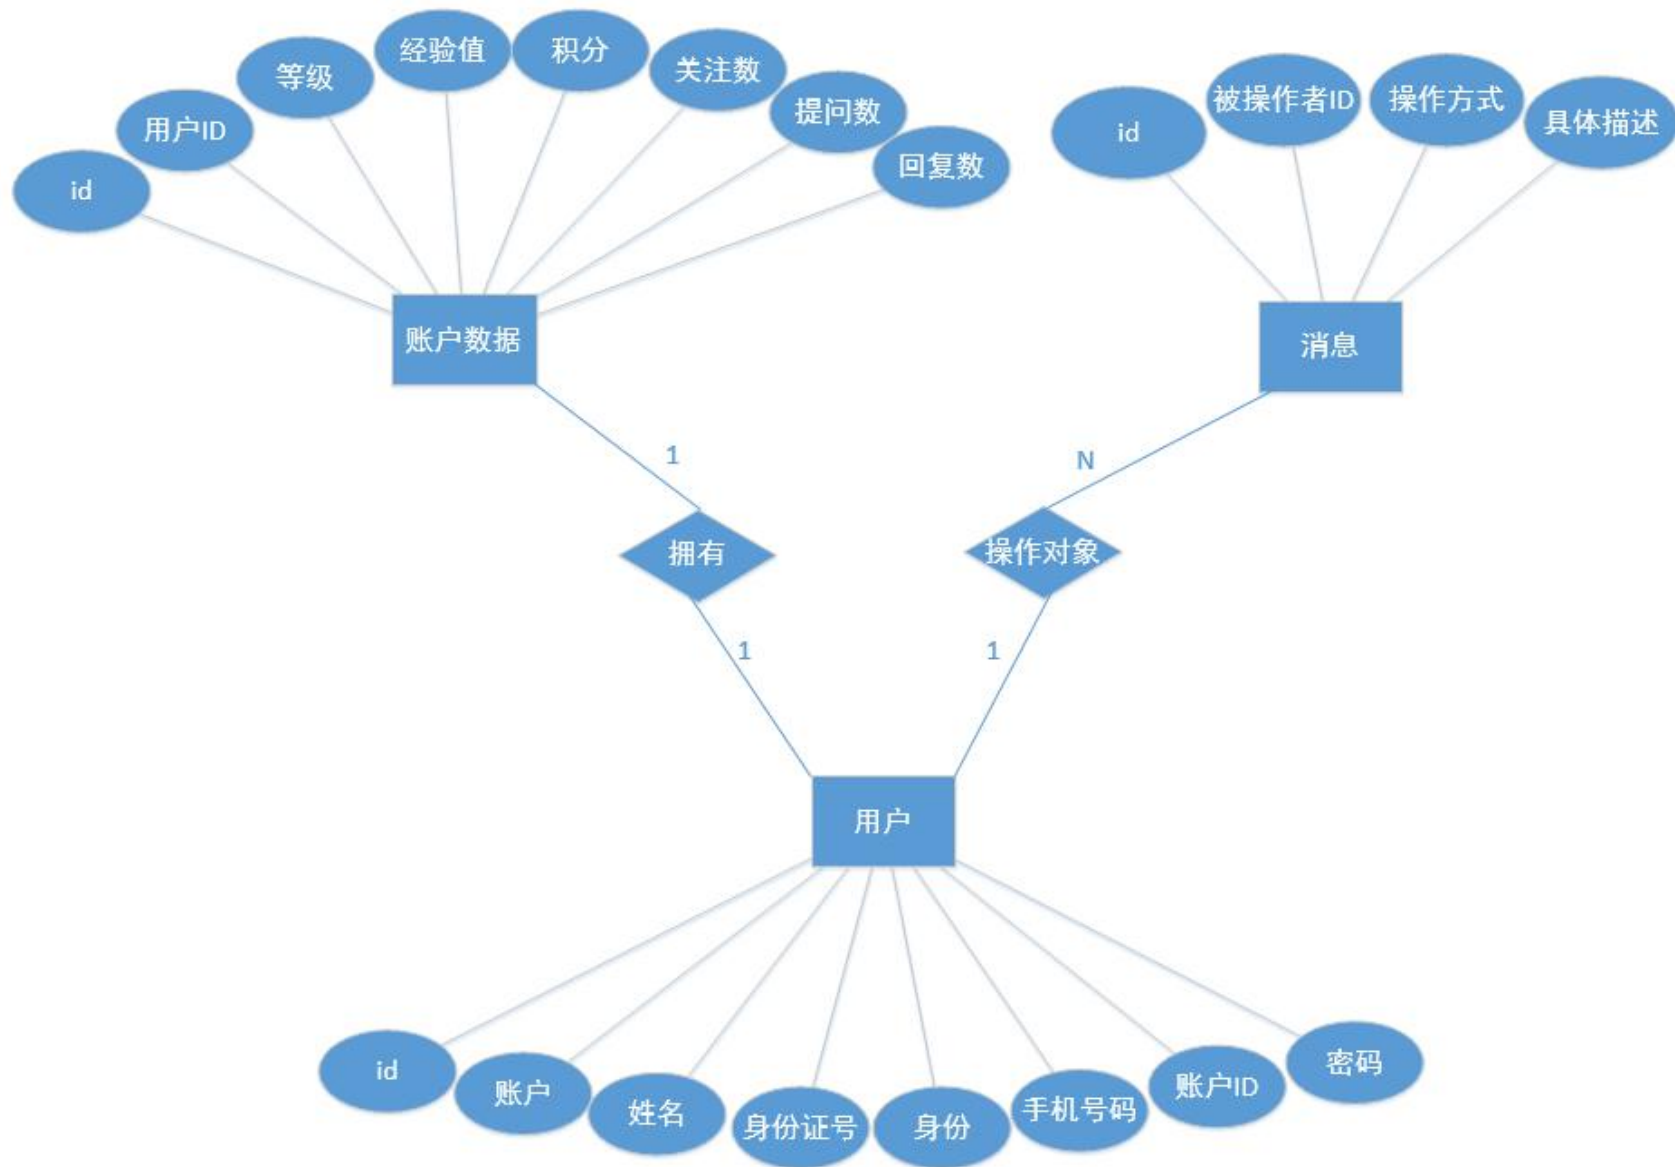 id
用户ID
等级
经验值
积分
关注数
提问数
回复数
id
被操作者ID
操作方式
具体描述
账户数据
消息
1
N
拥有
操作对象
1
1
用户
id
账户
姓名
身份证号
身份
手机号码
账户ID
密码